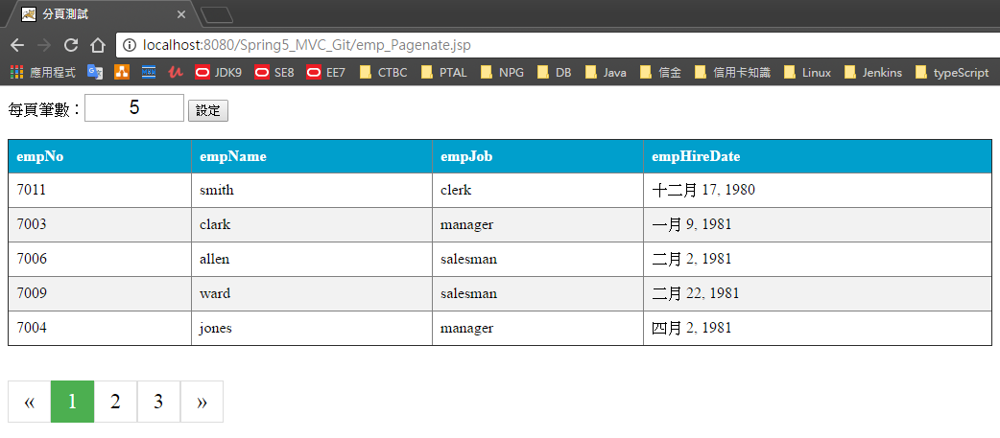 分頁測試
localhost:8080/Spring5_MVC_Git/emp_Pagenate.jsp
應用程式 JDK9 SE8 EE7 CTBC PTAL NPG DB Java 信金 信用卡知識 Linux Jenkins typeScript
每頁筆數： 5 設定
empNo empName empJob empHireDate
7011 smith clerk 十二月 17, 1980
7003 clark manager 一月 9, 1981
7006 allen salesman 二月 2, 1981
7009 ward salesman 二月 22, 1981
7004 jones manager 四月 2, 1981
« 1 2 3 »